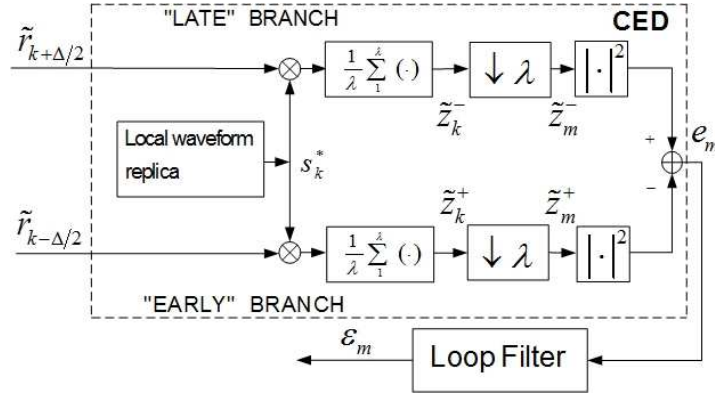 "LATE" BRANCH CED
r̃_{k+Δ/2}
1/λ Σ_1^λ (·) ↓ λ |·|^2
z̃_k^- z̃_m^-
Local waveform
replica
s_k^*
+ e_m
−
r̃_{k−Δ/2}
z̃_k^+ z̃_m^+
1/λ Σ_1^λ (·) ↓ λ |·|^2
"EARLY" BRANCH
ε_m
Loop Filter